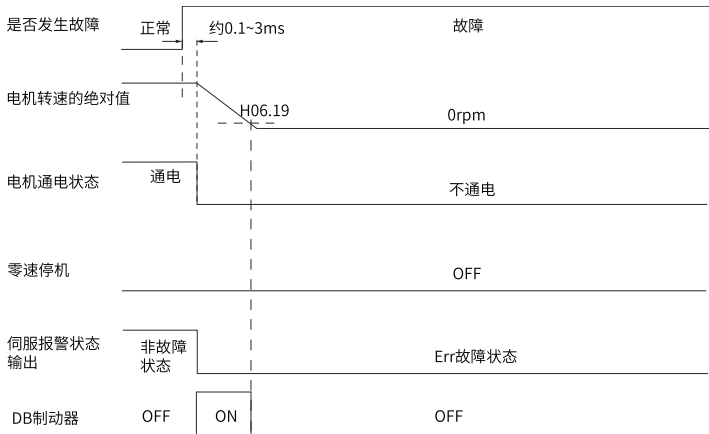 是否发生故障
正常
约0.1~3ms
故障
电机转速的绝对值
H06.19
0rpm
电机通电状态
通电
不通电
零速停机
OFF
伺服报警状态
输出
非故障
状态
Err故障状态
DB制动器
OFF
ON
OFF